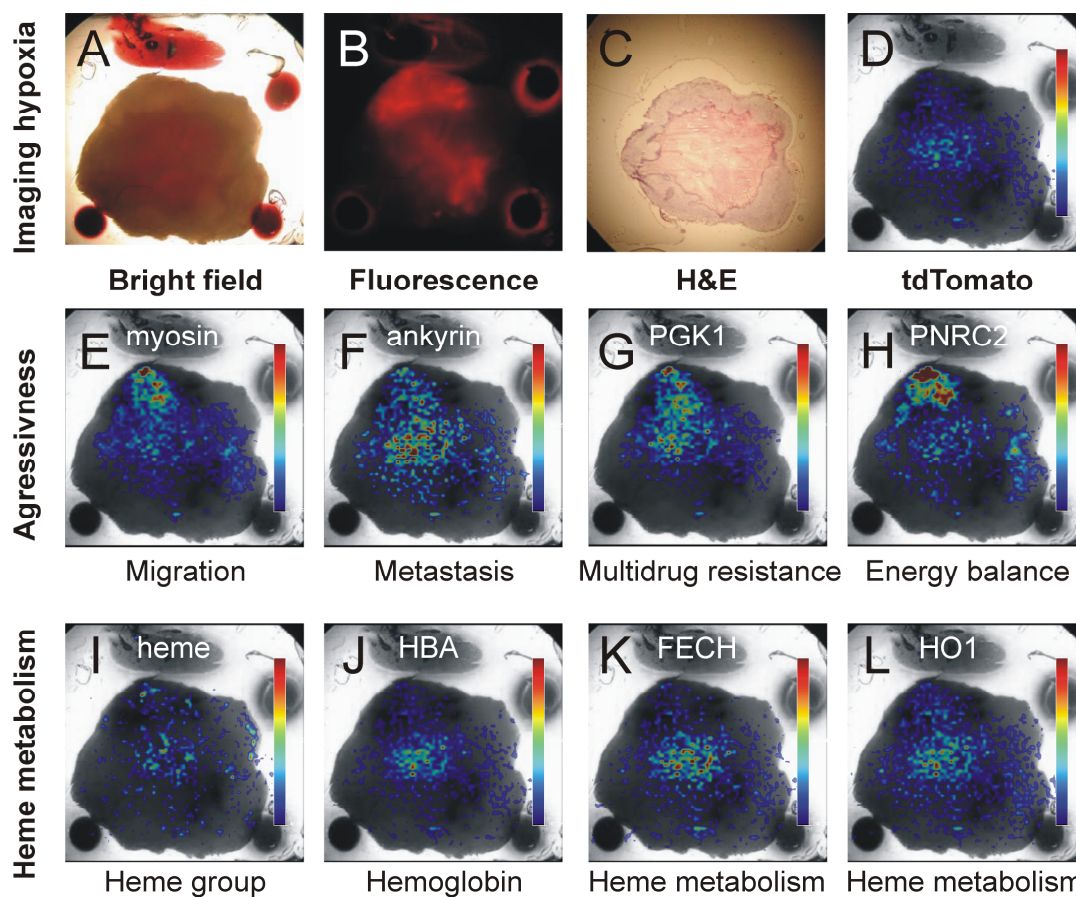 Imaging hypoxia
A
B
C
D
Bright field
Fluorescence
H&E
tdTomato
Agressivness
E myosin
F ankyrin
G PGK1
H PNRC2
Migration
Metastasis
Multidrug resistance
Energy balance
Heme metabolism
I heme
J HBA
K FECH
L HO1
Heme group
Hemoglobin
Heme metabolism
Heme metabolism